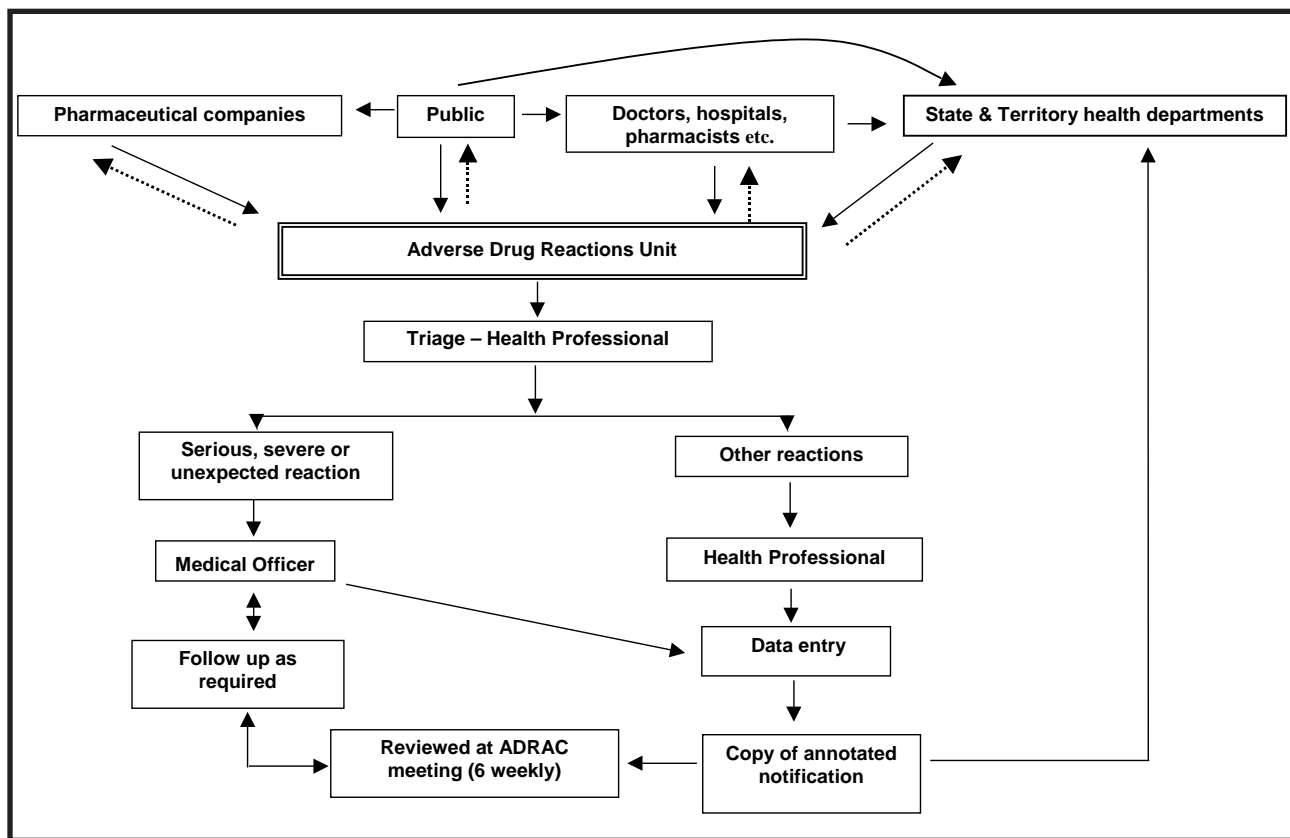 Pharmaceutical companies
Public
Doctors, hospitals,
pharmacists etc.
State & Territory health departments
Adverse Drug Reactions Unit
Triage – Health Professional
Serious, severe or
unexpected reaction
Other reactions
Medical Officer
Health Professional
Follow up as
required
Data entry
Reviewed at ADRAC
meeting (6 weekly)
Copy of annotated
notification